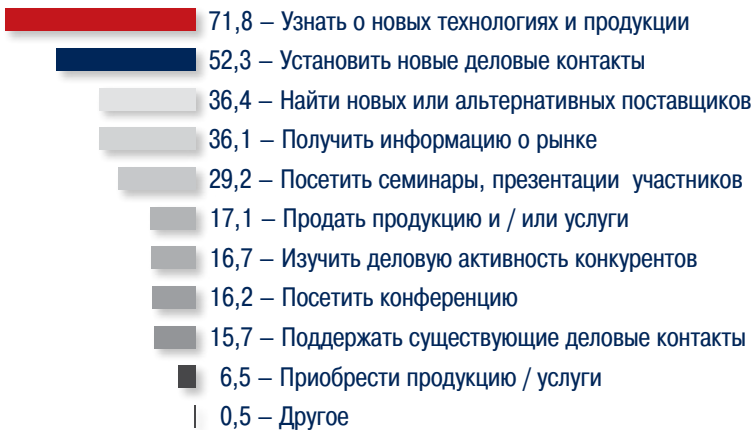 71,8 – Узнать о новых технологиях и продукции
52,3 – Установить новые деловые контакты
36,4 – Найти новых или альтернативных поставщиков
36,1 – Получить информацию о рынке
29,2 – Посетить семинары, презентации участников
17,1 – Продать продукцию и / или услуги
16,7 – Изучить деловую активность конкурентов
16,2 – Посетить конференцию
15,7 – Поддержать существующие деловые контакты
6,5 – Приобрести продукцию / услуги
0,5 – Другое